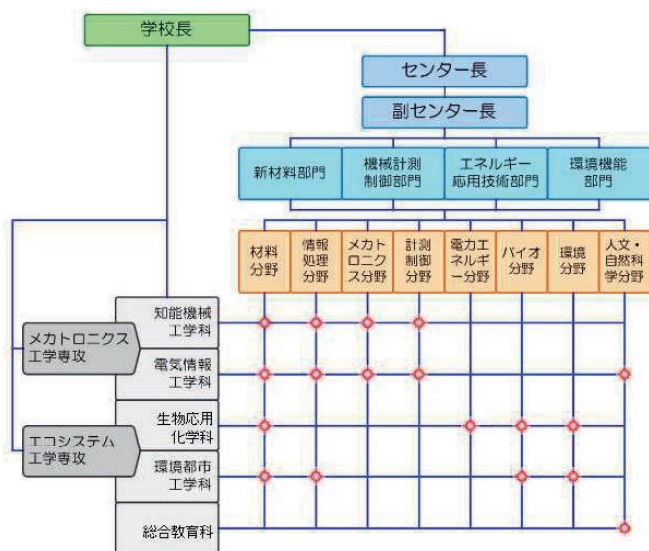 学校長
センター長
副センター長
新材料部門
機械計測
制御部門
エネルギー
応用技術部門
環境機能
部門
材料
分野
情報
処理分野
メカト
ロニク
ス分野
計測
制御分野
電力エ
ネルギ
ー分野
バイオ
分野
環境
分野
人文・
自然科
学分野
メカトロニクス
工学専攻
エコシステム
工学専攻
知能機械
工学科
電気情報
工学科
生物応用
化学科
環境都市
工学科
総合教育科